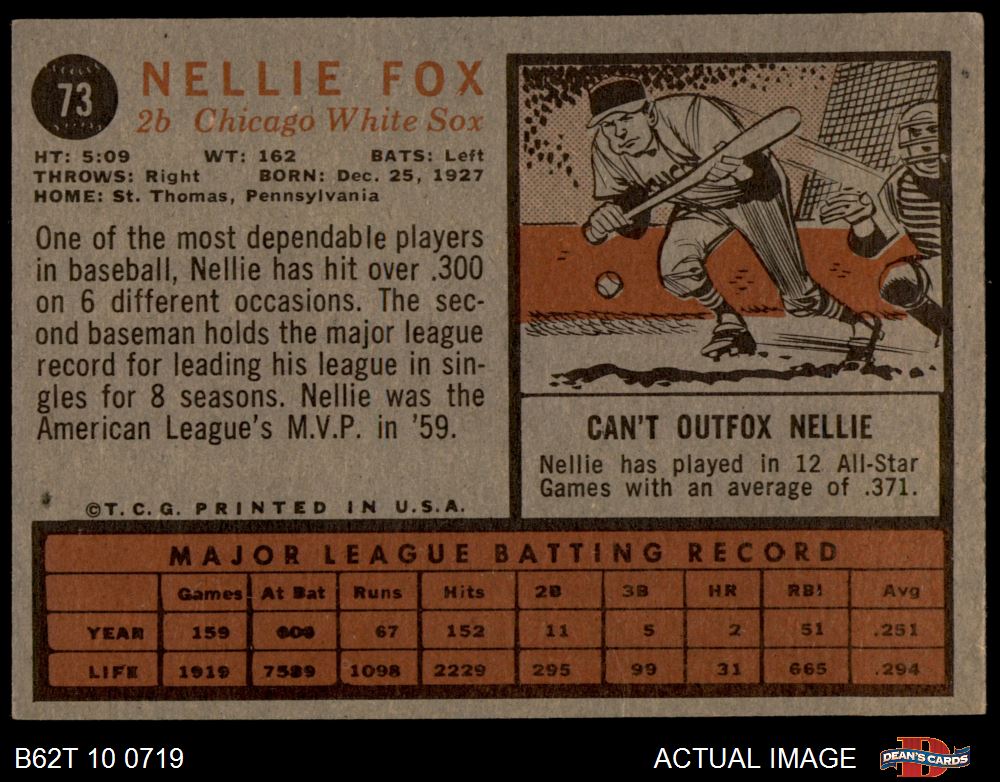 73
NELLIE FOX
2b Chicago White Sox
HT: 5:09 WT: 162 BATS: Left
THROWS: Right BORN: Dec. 25, 1927
HOME: St. Thomas, Pennsylvania
One of the most dependable players
in baseball, Nellie has hit over .300
on 6 different occasions. The sec-
ond baseman holds the major league
record for leading his league in sin-
gles for 8 seasons. Nellie was the
American League's M.V.P. in '59.
©T.C.G. PRINTED IN U.S.A.
CAN'T OUTFOX NELLIE
Nellie has played in 12 All-Star
Games with an average of .371.
MAJOR LEAGUE BATTING RECORD
Games At Bat Runs Hits 2B 3B HR RBI Avg
YEAR 159 67 152 11 5 2 51 .251
LIFE 1919 7589 1098 2229 295 99 31 665 .294
B62T 10 0719
ACTUAL IMAGE
DEAN'S CARDS